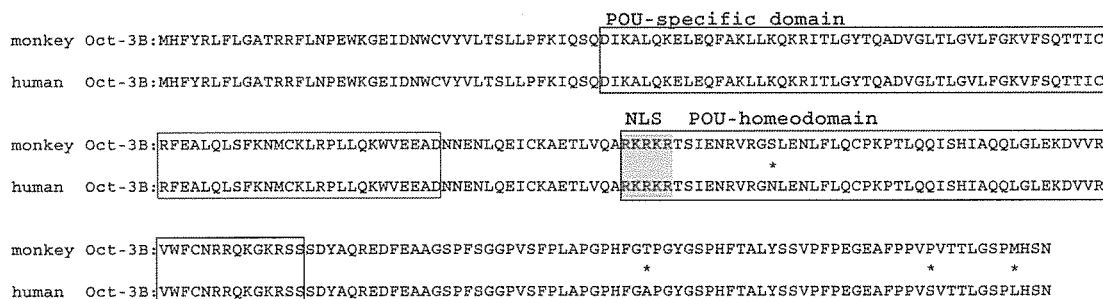 POU-specific domain
monkey Oct-3B:MHFYRLFLGATRRFLNPEWKGEIDNWCVYVLTSLLPFKIQSQDIKALQKELEQFAKLLKQKRITLGYTQADVGLTLGVLFGKVFSQTTIC
human Oct-3B:MHFYRLFLGATRRFLNPEWKGEIDNWCVYVLTSLLPFKIQSQDIKALQKELEQFAKLLKQKRITLGYTQADVGLTLGVLFGKVFSQTTIC
NLS POU-homeodomain
monkey Oct-3B:RFEALQLSFKNMCKLRPLLQKWVEEADNNENLQEICKAETLVQARKRKRTSIENRVRGSLENLFLQCPKPTLQQISHIAQQLGLEKDVVR
*
human Oct-3B:RFEALQLSFKNMCKLRPLLQKWVEEADNNENLQEICKAETLVQARKRKRTSIENRVRGNLENLFLQCPKPTLQQISHIAQQLGLEKDVVR
monkey Oct-3B:VWFCNRRQKGKRSSSDYAQREDFEAAGSPFSGGPVSFPLAPGPHFGTPGYGSPHFTALYSSVPFPEGEAFPPVPVTTLGSPMHSN
* * *
human Oct-3B:VWFCNRRQKGKRSSSDYAQREDFEAAGSPFSGGPVSFPLAPGPHFGAPGYGSPHFTALYSSVPFPEGEAFPPVSVTTLGSPLHSN